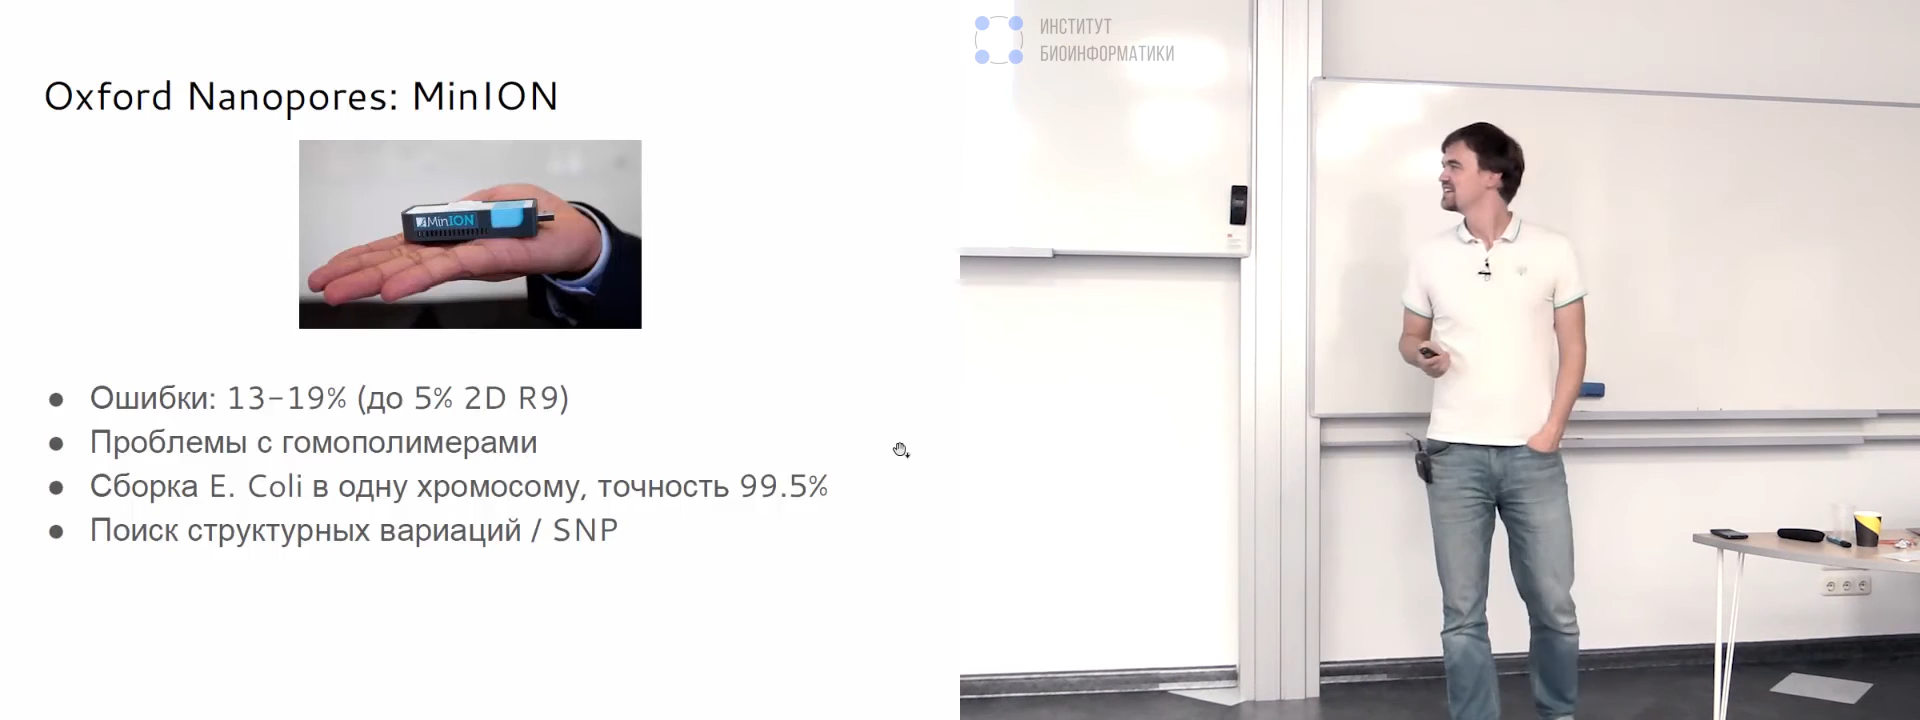 Oxford Nanopores: MinION
MinION
Ошибки: 13-19% (до 5% 2D R9)
Проблемы с гомополимерами
Сборка E. Coli в одну хромосому, точность 99.5%
Поиск структурных вариаций / SNP
ИНСТИТУТ
БИОИНФОРМАТИКИ